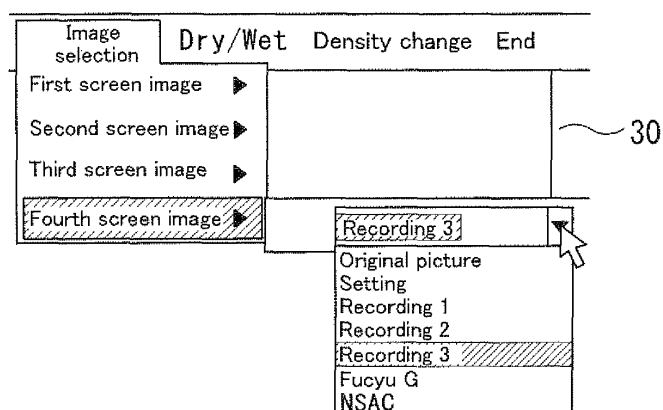 Image selection
Dry/Wet Density change End
First screen image
Second screen image
Third screen image
Fourth screen image
30
Recording 3
Original picture
Setting
Recording 1
Recording 2
Recording 3
Fucyu G
NSAC